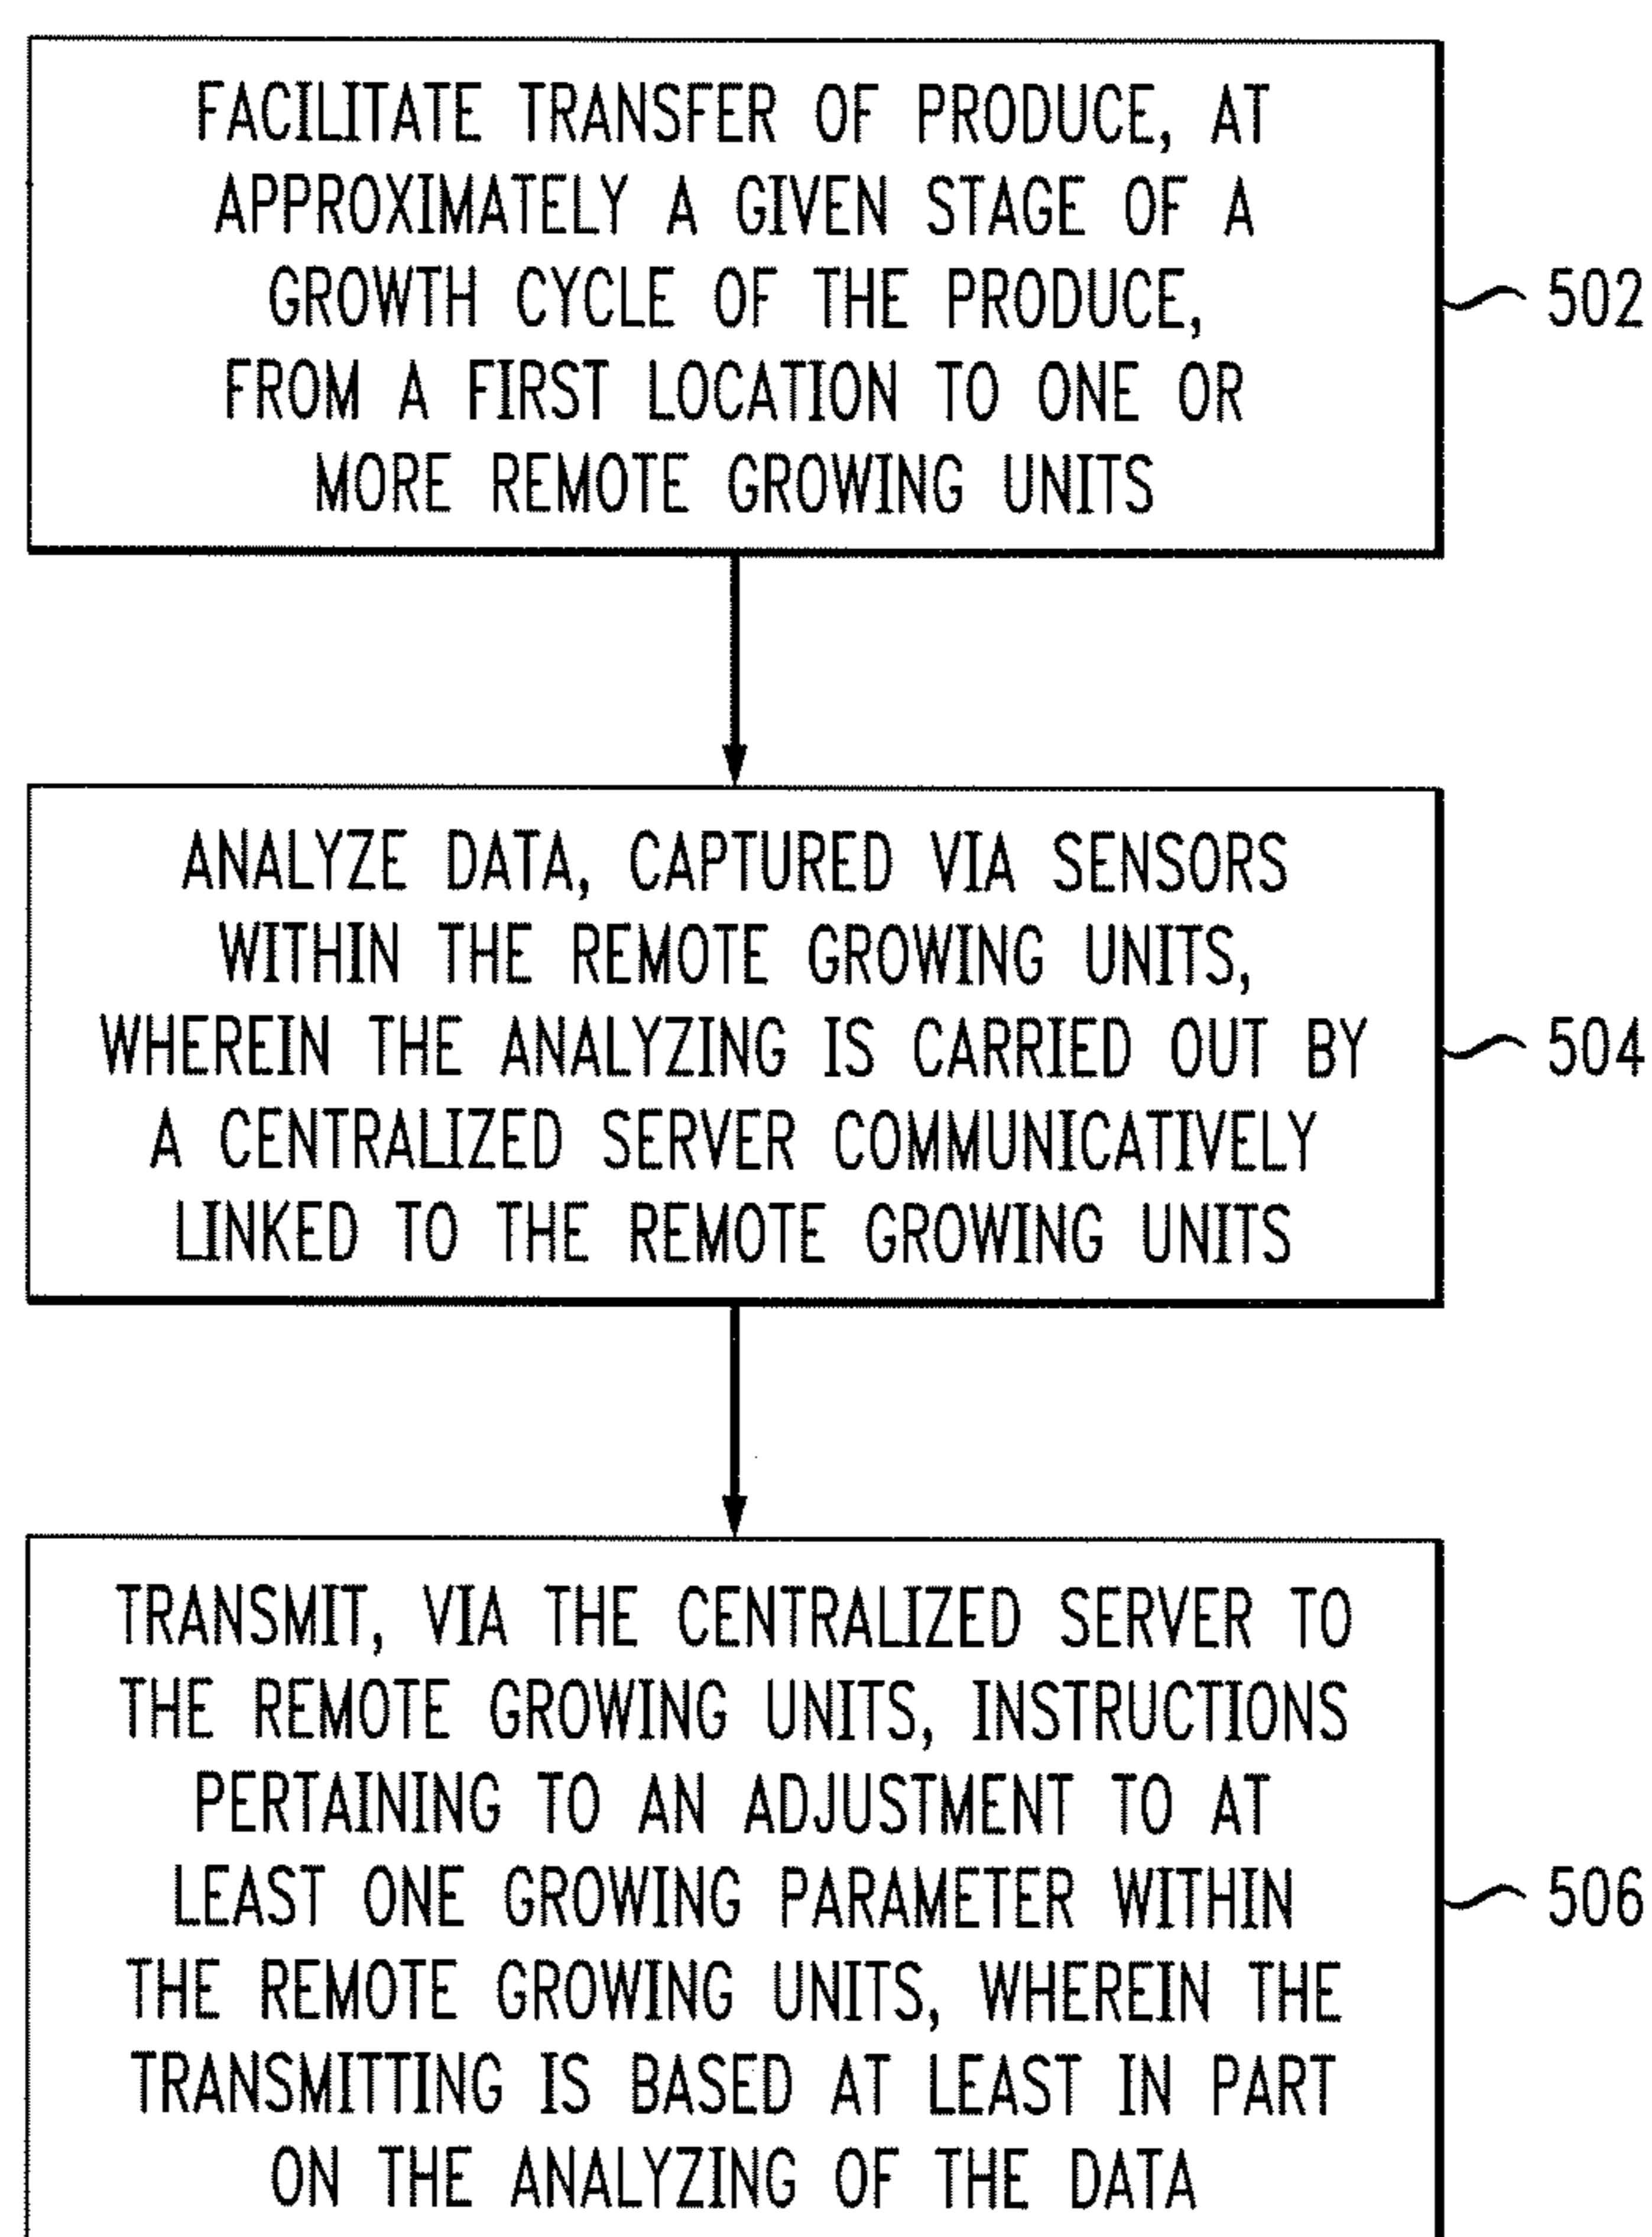 FACILITATE TRANSFER OF PRODUCE, AT
APPROXIMATELY A GIVEN STAGE OF A
GROWTH CYCLE OF THE PRODUCE,
FROM A FIRST LOCATION TO ONE OR
MORE REMOTE GROWING UNITS
502
ANALYZE DATA, CAPTURED VIA SENSORS
WITHIN THE REMOTE GROWING UNITS,
WHEREIN THE ANALYZING IS CARRIED OUT BY
A CENTRALIZED SERVER COMMUNICATIVELY
LINKED TO THE REMOTE GROWING UNITS
504
TRANSMIT, VIA THE CENTRALIZED SERVER TO
THE REMOTE GROWING UNITS, INSTRUCTIONS
PERTAINING TO AN ADJUSTMENT TO AT
LEAST ONE GROWING PARAMETER WITHIN
THE REMOTE GROWING UNITS, WHEREIN THE
TRANSMITTING IS BASED AT LEAST IN PART
ON THE ANALYZING OF THE DATA
506